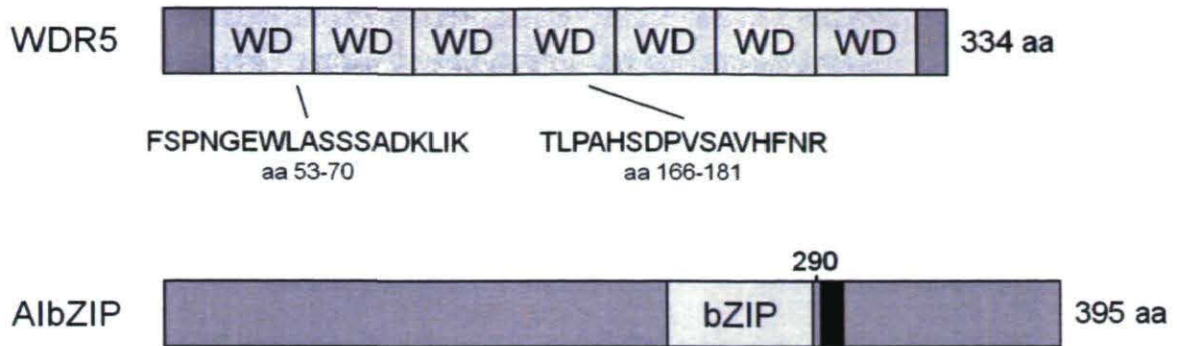 WDR5 WD WD WD WD WD WD WD 334 aa
FSPNGEWLASSSADKLIK TLPAHSDPVSAVHFNR
aa 53-70 aa 166-181
290
AIbZIP bZIP 395 aa